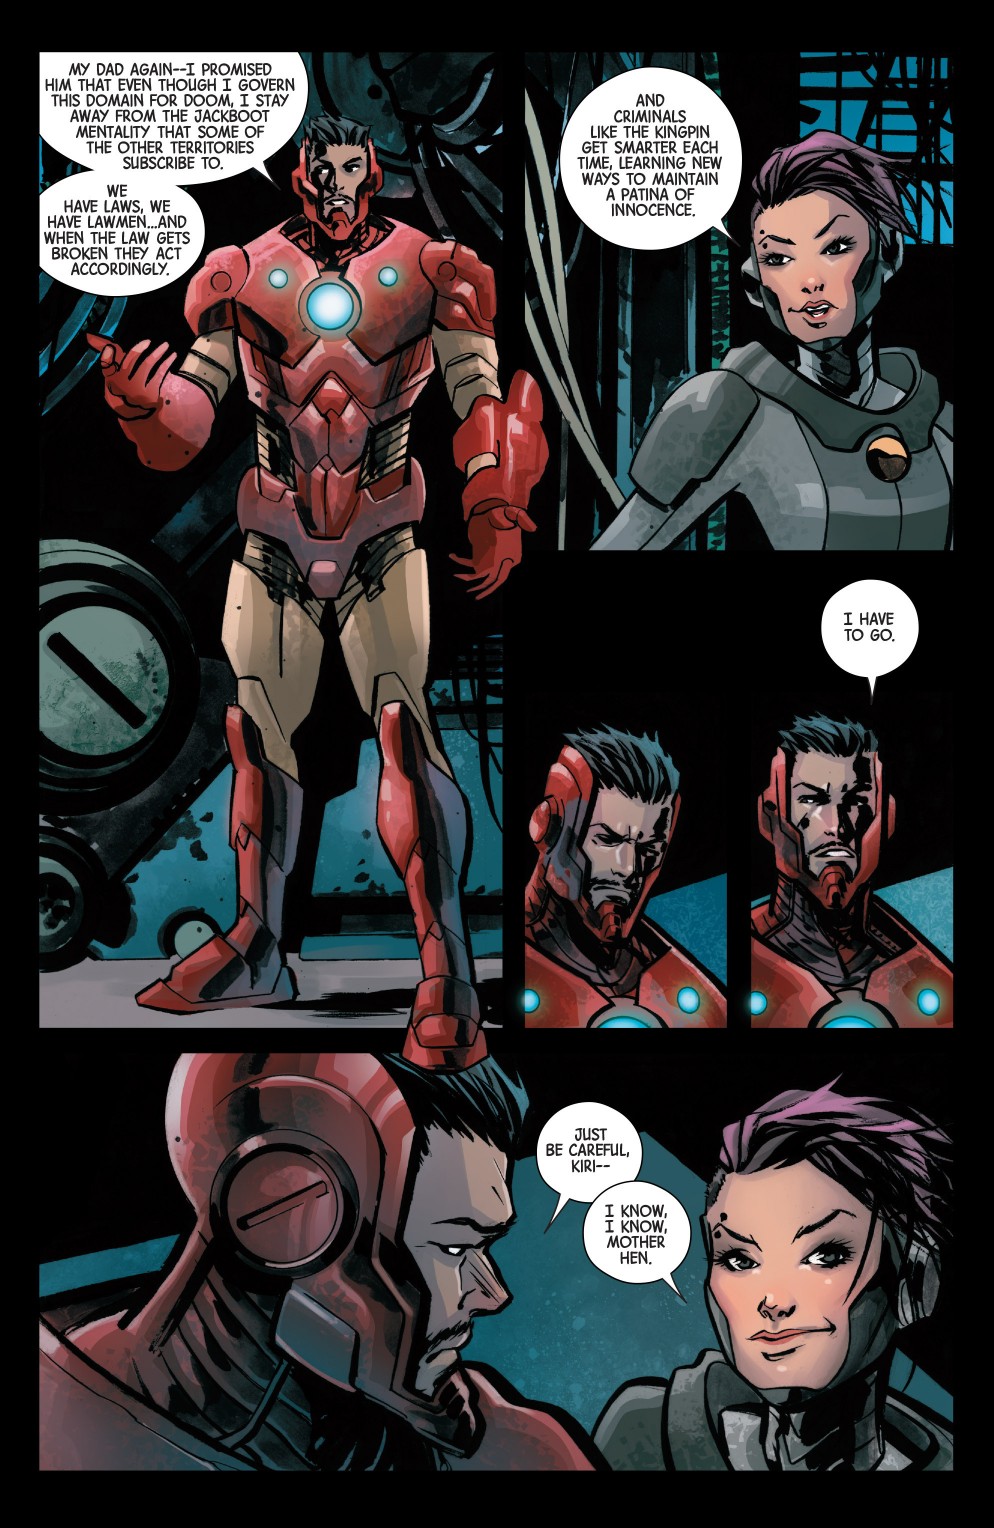 MY DAD AGAIN--I PROMISED
HIM THAT EVEN THOUGH I GOVERN
THIS DOMAIN FOR DOOM, I STAY
AWAY FROM THE JACKBOOT
MENTALITY THAT SOME OF
THE OTHER TERRITORIES
SUBSCRIBE TO.
WE
HAVE LAWS, WE
HAVE LAWMEN...AND
WHEN THE LAW GETS
BROKEN THEY ACT
ACCORDINGLY.
AND
CRIMINALS
LIKE THE KINGPIN
GET SMARTER EACH
TIME, LEARNING NEW
WAYS TO MAINTAIN
A PATINA OF
INNOCENCE.
I HAVE
TO GO.
JUST
BE CAREFUL,
KIRI--
I KNOW,
I KNOW,
MOTHER
HEN.